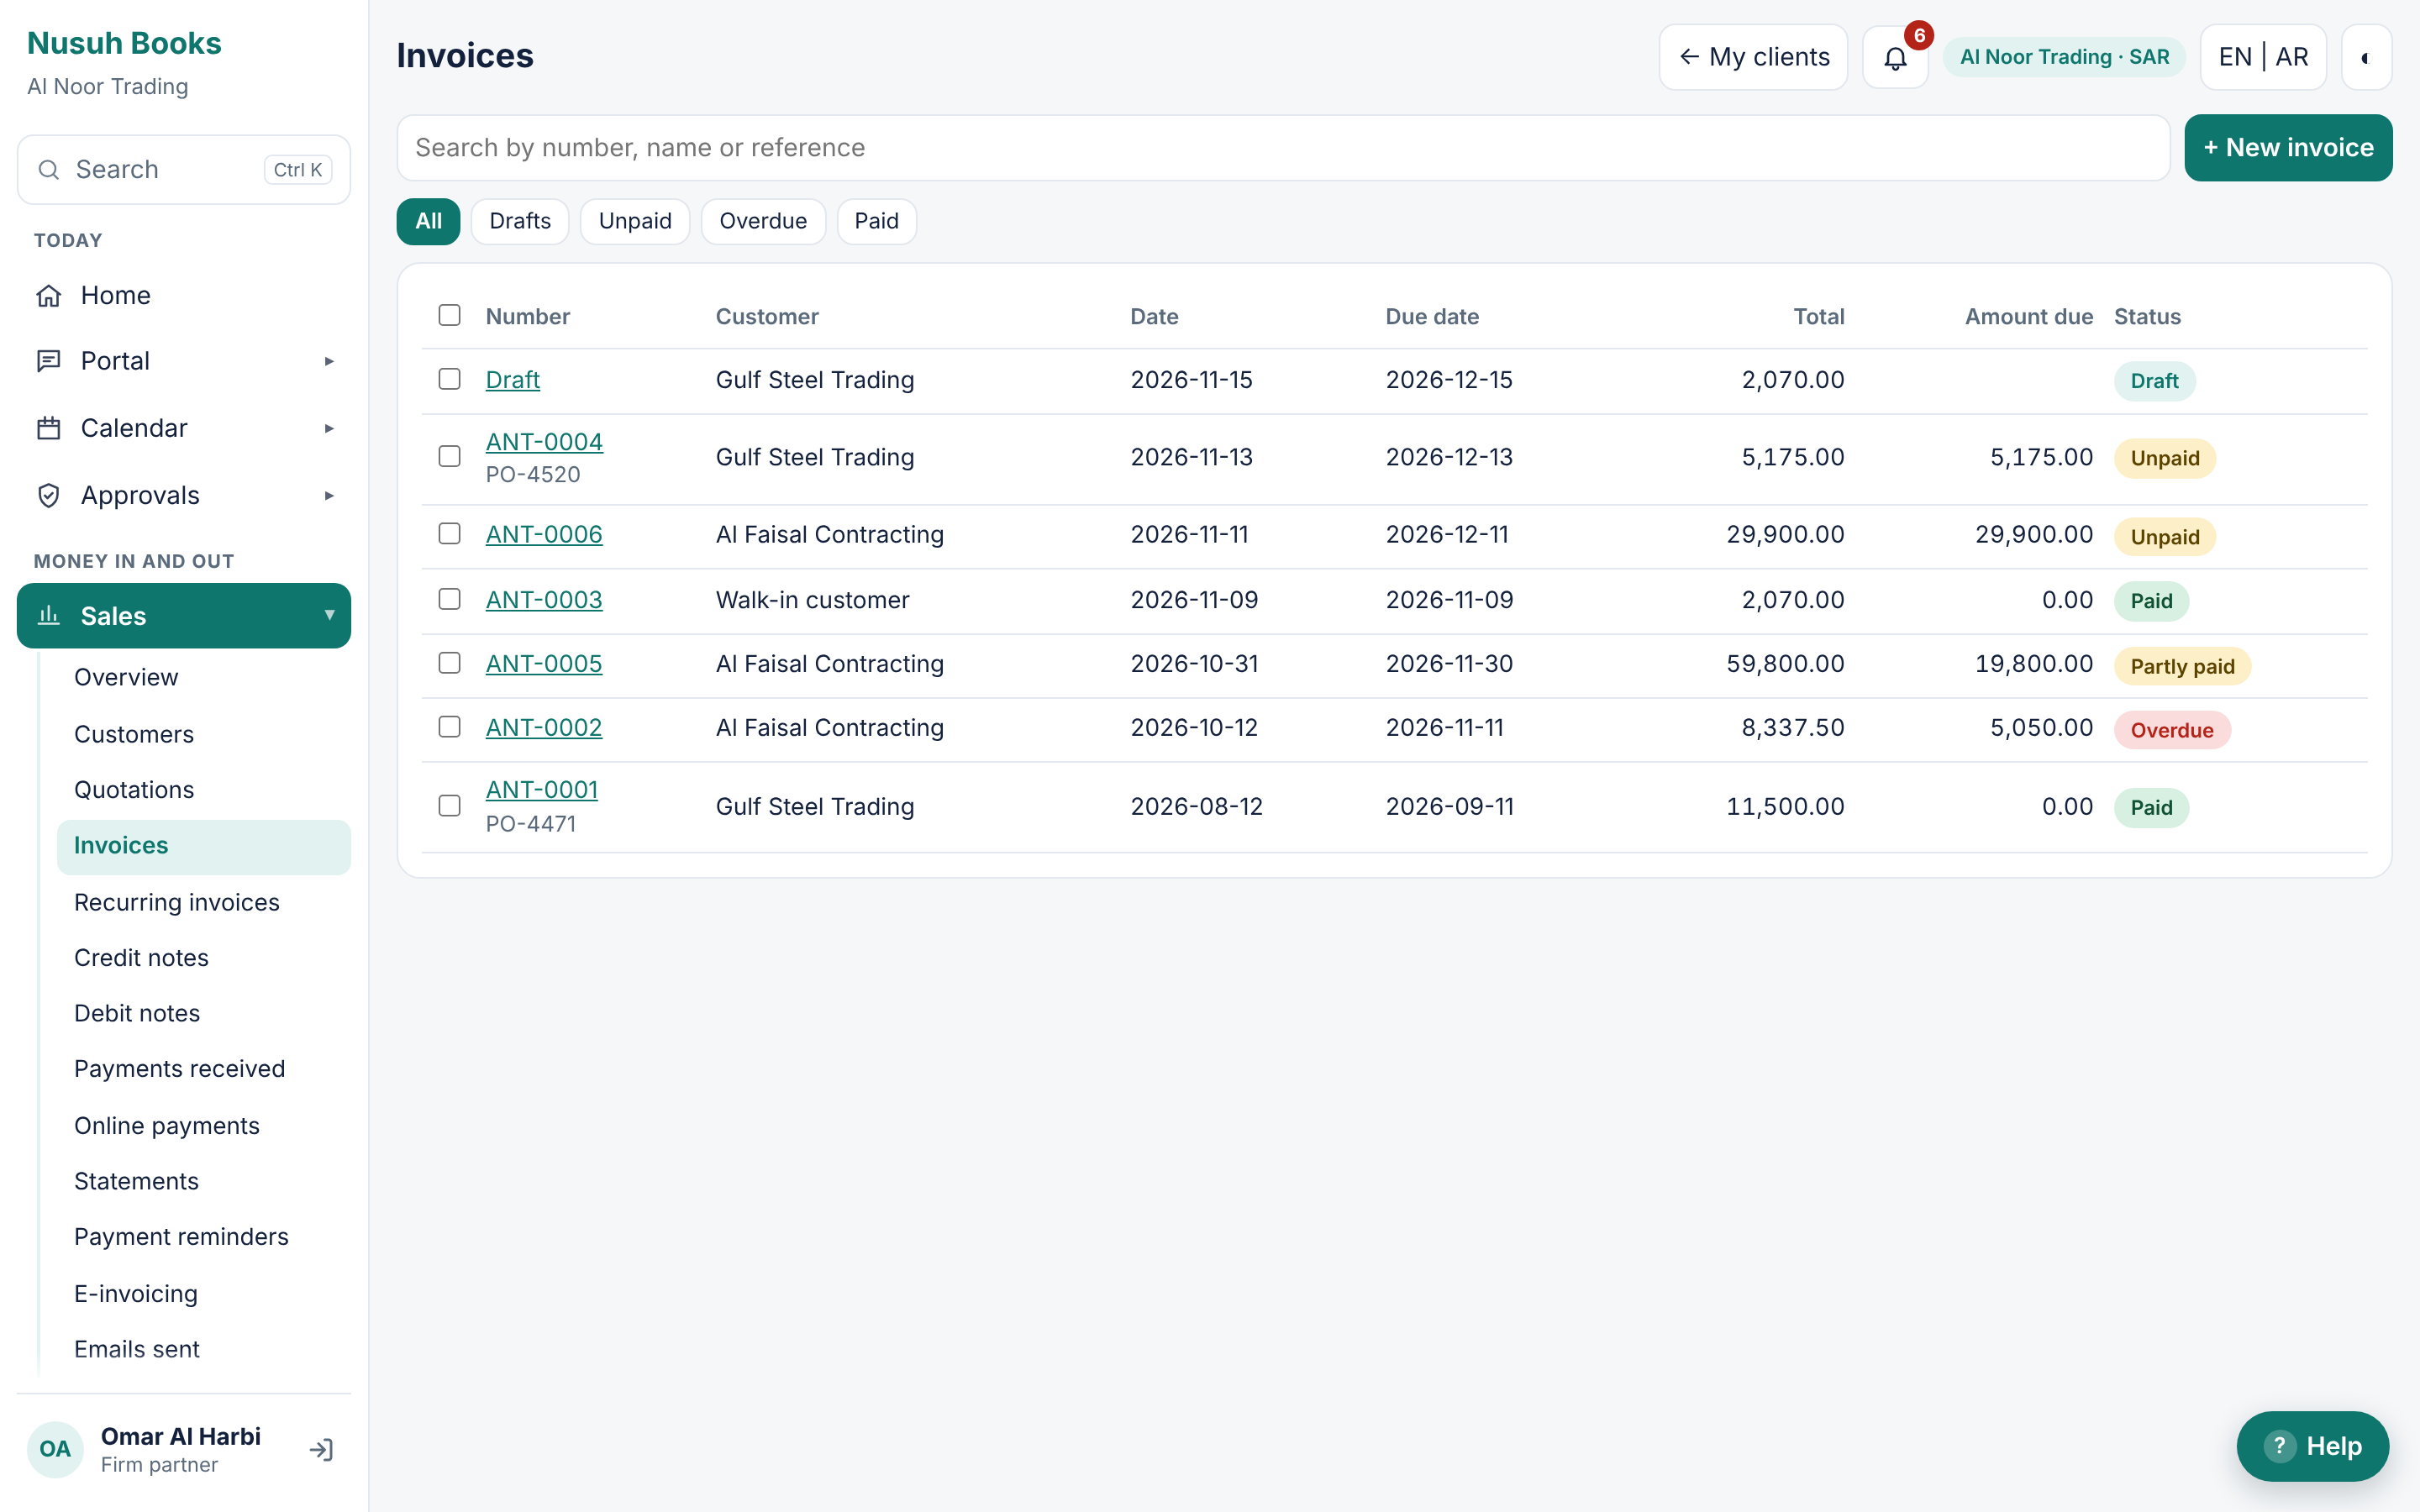 Nusuh Books
Al Noor Trading
Search Ctrl K
TODAY
Home
Portal
Calendar
Approvals
MONEY IN AND OUT
Sales
Overview
Customers
Quotations
Invoices
Recurring invoices
Credit notes
Debit notes
Payments received
Online payments
Statements
Payment reminders
E-invoicing
Emails sent
OA
Omar Al Harbi
Firm partner
Invoices
← My clients 6 Al Noor Trading · SAR EN | AR
Search by number, name or reference
+ New invoice
All Drafts Unpaid Overdue Paid
Number Customer Date Due date Total Amount due Status
Draft Gulf Steel Trading 2026-11-15 2026-12-15 2,070.00 Draft
ANT-0004 Gulf Steel Trading 2026-11-13 2026-12-13 5,175.00 5,175.00 Unpaid
PO-4520
ANT-0006 Al Faisal Contracting 2026-11-11 2026-12-11 29,900.00 29,900.00 Unpaid
ANT-0003 Walk-in customer 2026-11-09 2026-11-09 2,070.00 0.00 Paid
ANT-0005 Al Faisal Contracting 2026-10-31 2026-11-30 59,800.00 19,800.00 Partly paid
ANT-0002 Al Faisal Contracting 2026-10-12 2026-11-11 8,337.50 5,050.00 Overdue
ANT-0001 Gulf Steel Trading 2026-08-12 2026-09-11 11,500.00 0.00 Paid
PO-4471
? Help